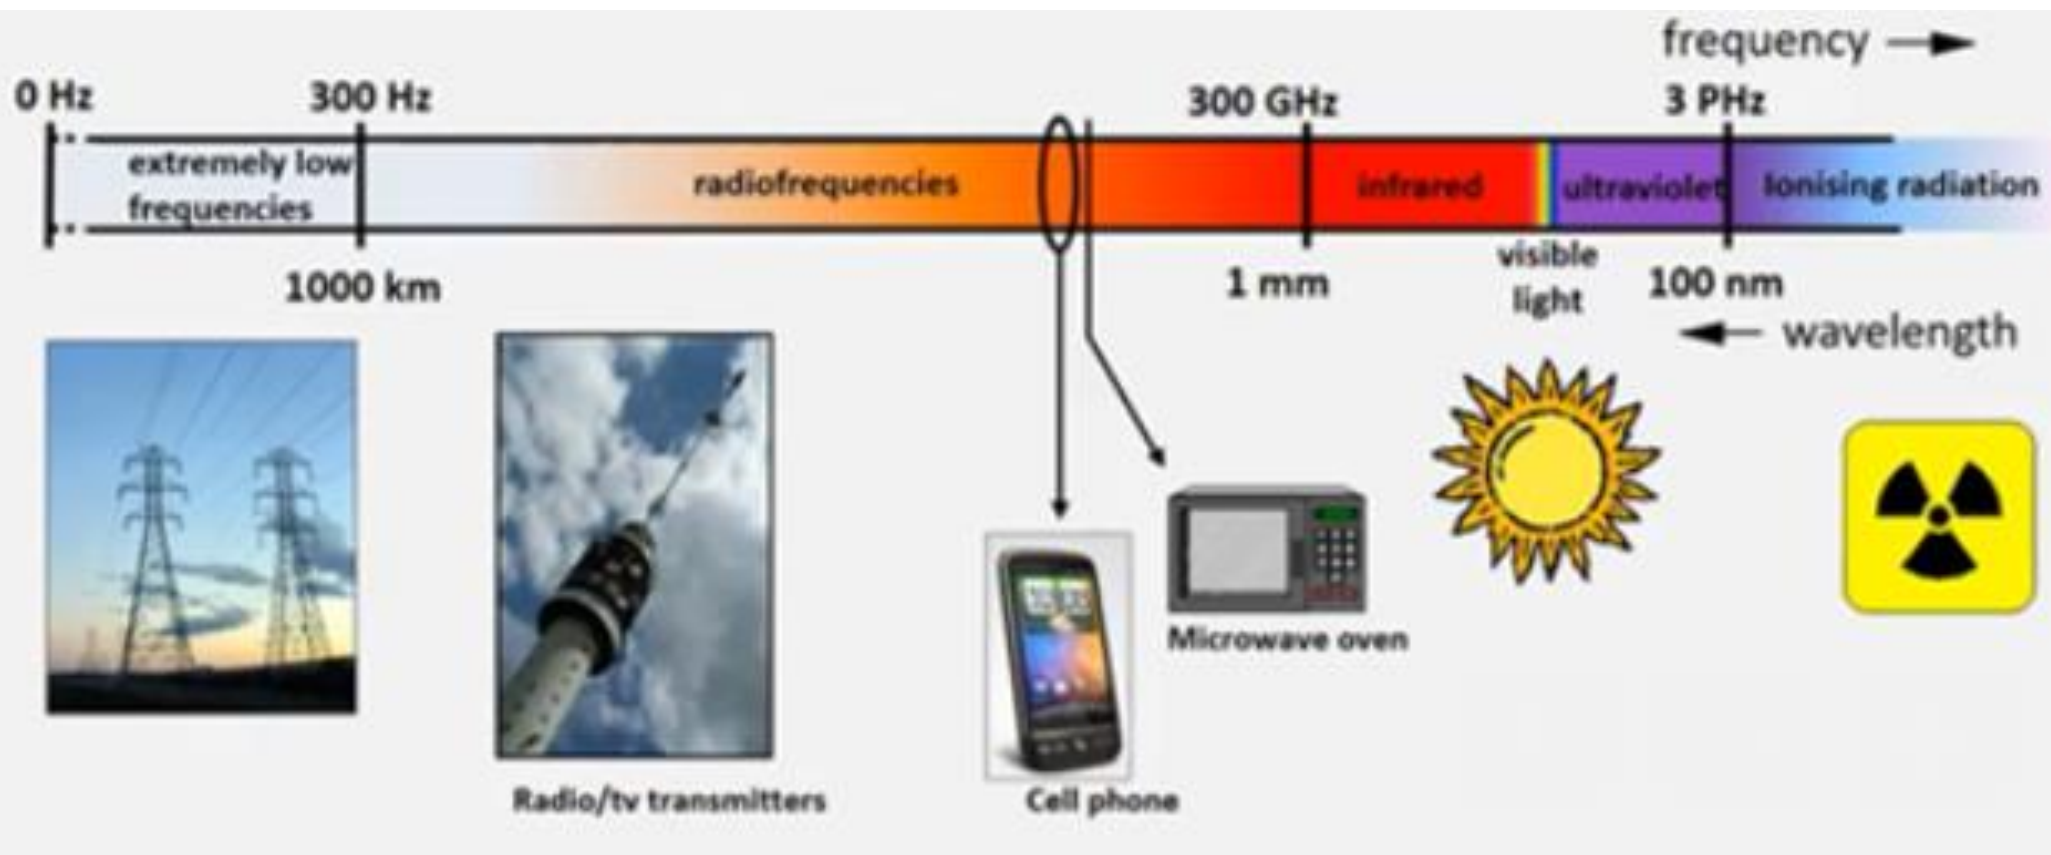 frequency
0 Hz
300 Hz
300 GHz
3 PHz
extremely low
frequencies
radiofrequencies
infrared
ultraviolet
Ionising radiation
1000 km
1 mm
visible
light
100 nm
wavelength
Microwave oven
Radio/tv transmitters
Cell phone